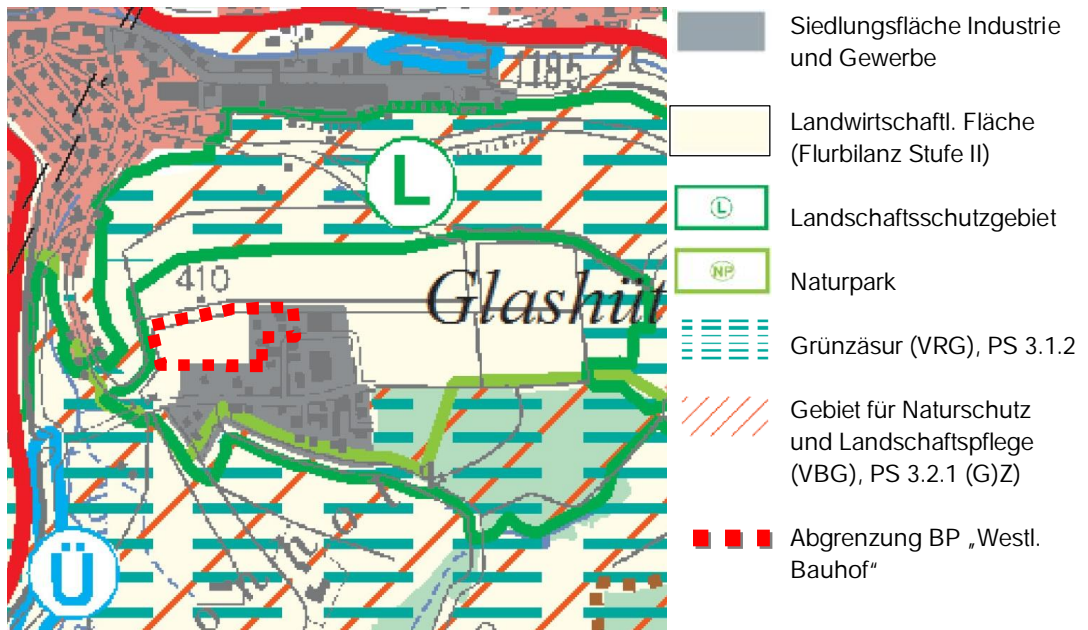 185
L
410
Glashüt
Ü
Siedlungsfläche Industrie
und Gewerbe
Landwirtschaftl. Fläche
(Flurbilanz Stufe II)
L
Landschaftsschutzgebiet
NP
Naturpark
Grünzäsur (VRG), PS 3.1.2
Gebiet für Naturschutz
und Landschaftspflege
(VBG), PS 3.2.1 (G)Z)
Abgrenzung BP „Westl.
Bauhof“